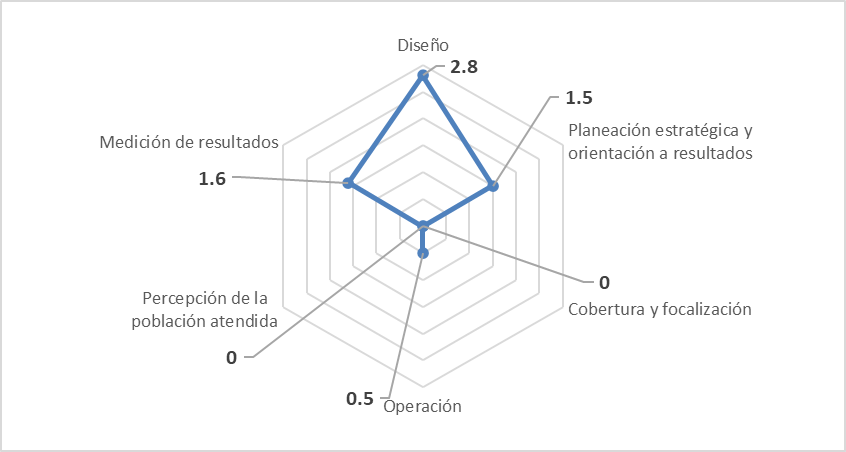 Diseño
2.8
1.5
Planeación estratégica y
orientación a resultados
0
Cobertura y focalización
Operación
0.5
Percepción de la
población atendida
0
Medición de resultados
1.6